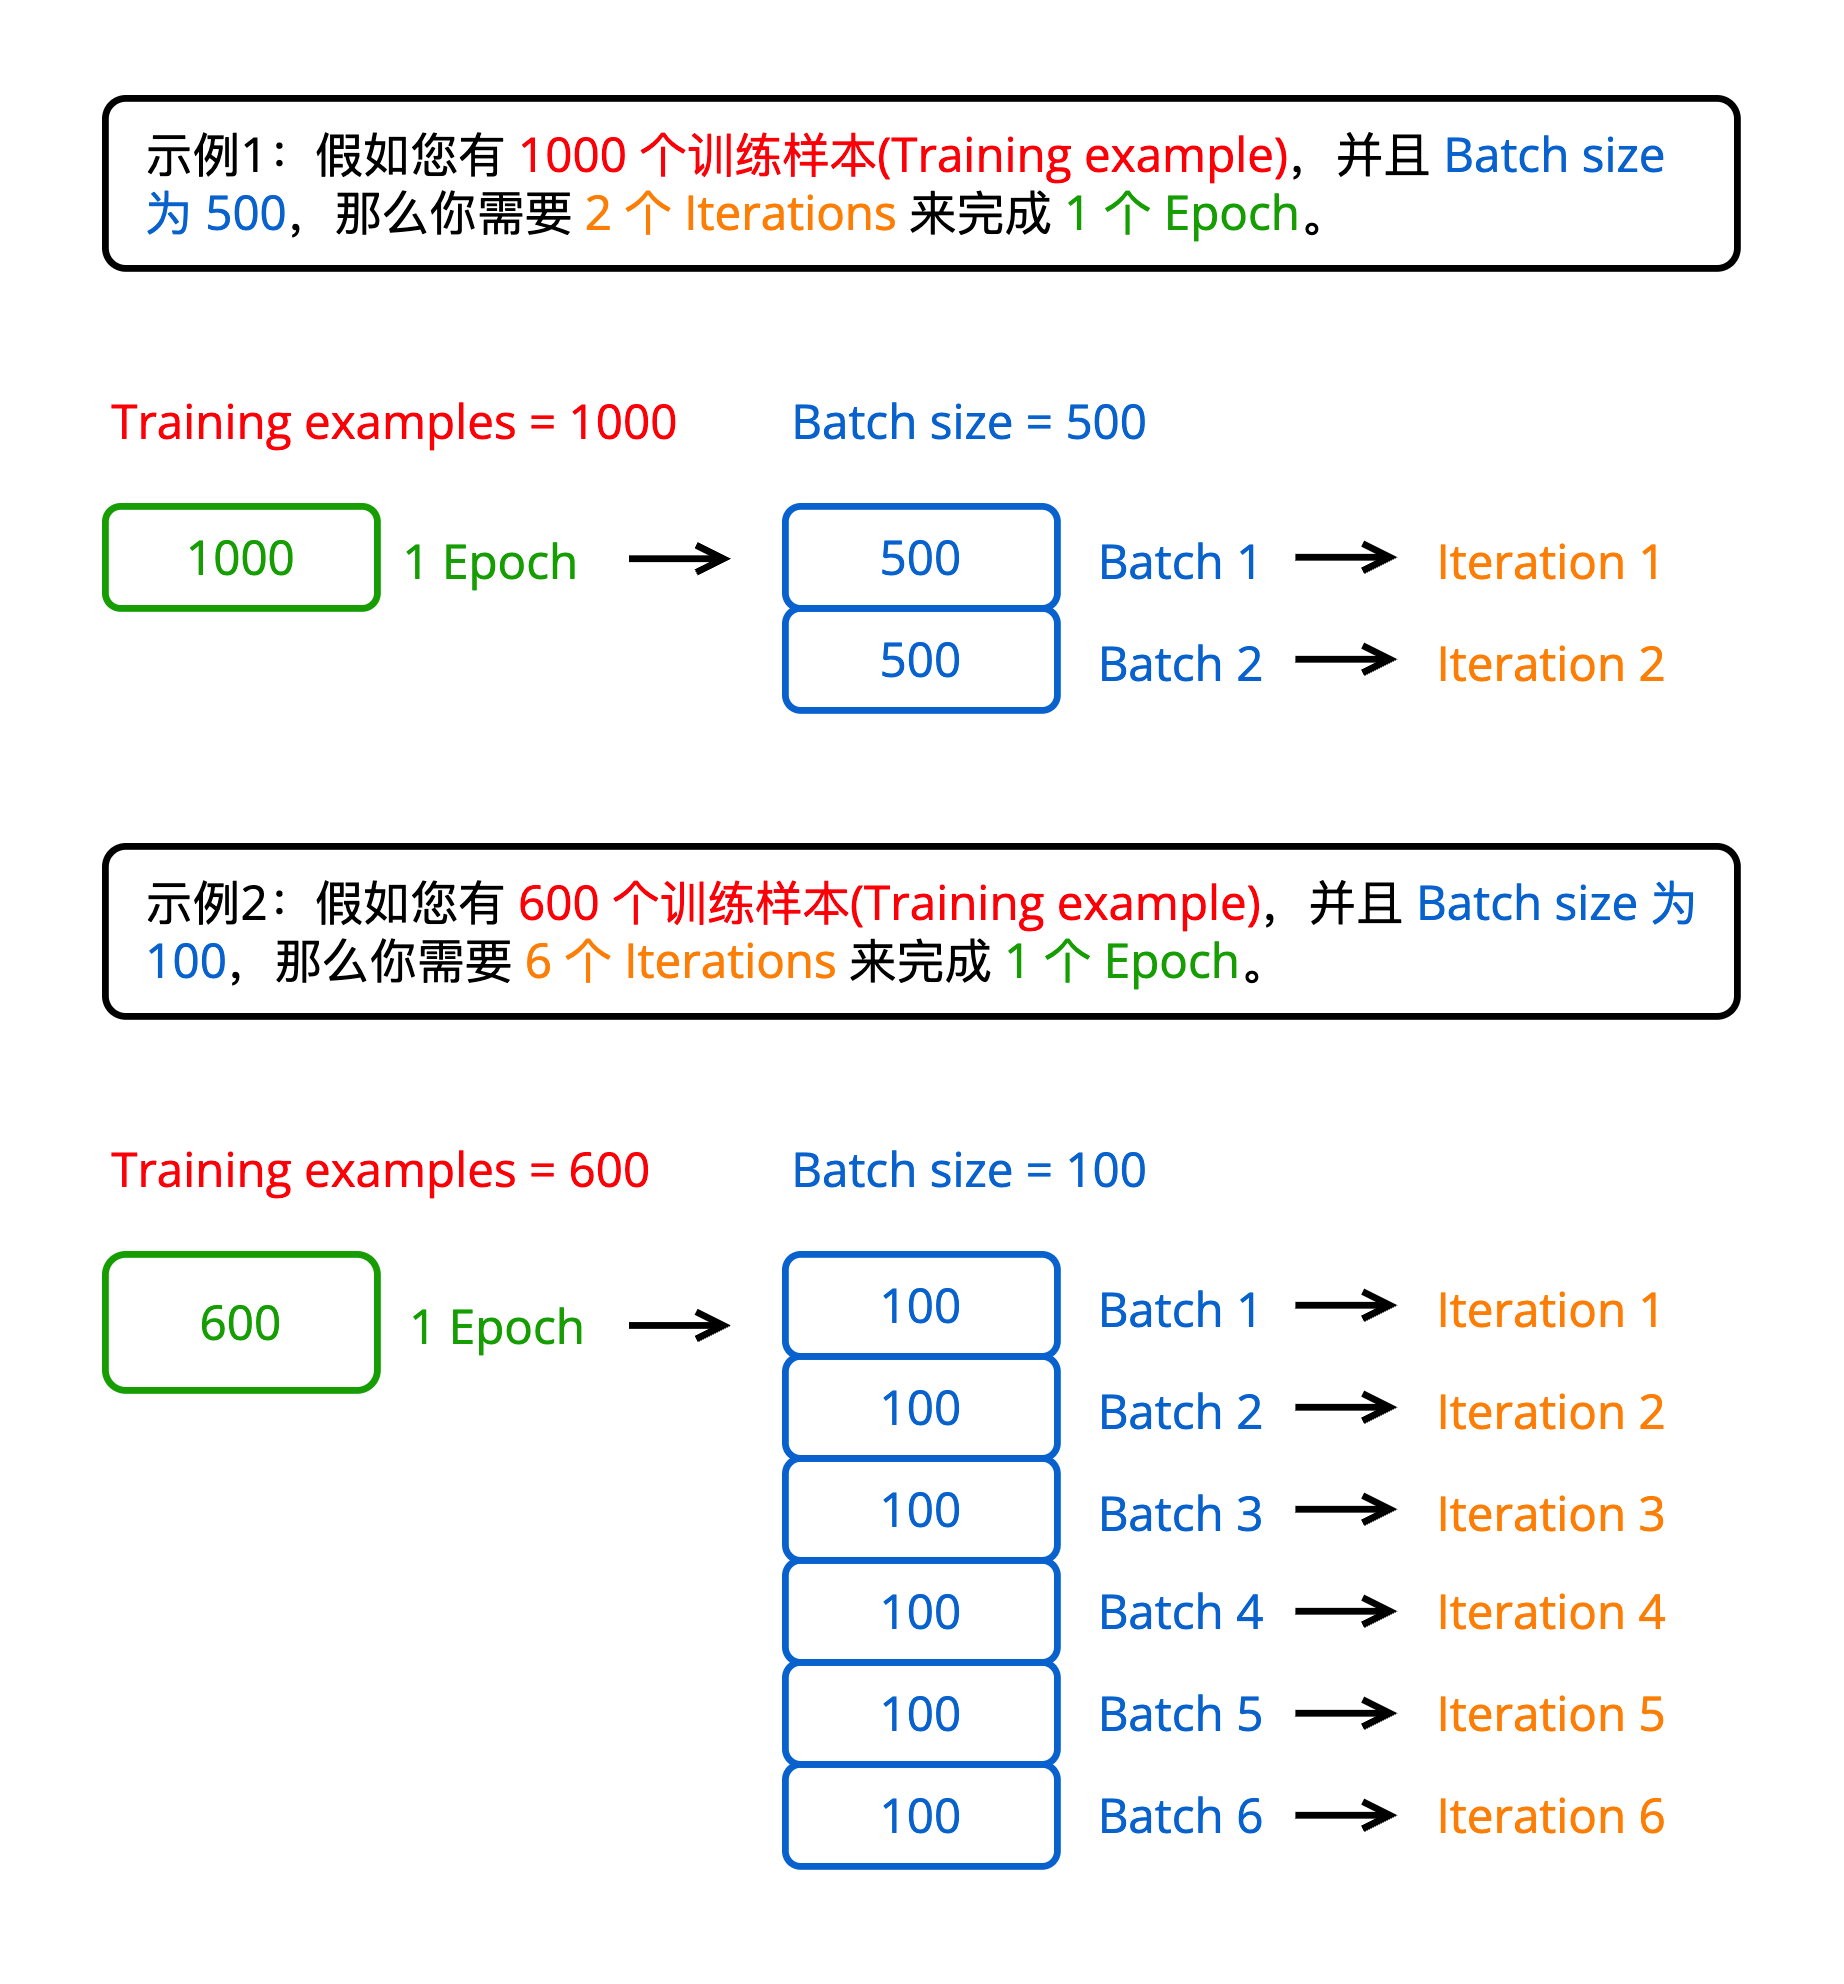 示例1：假如您有 1000 个训练样本(Training example)，并且 Batch size
为 500，那么你需要 2 个 Iterations 来完成 1 个 Epoch。
Training examples = 1000
Batch size = 500
1000
1 Epoch
500
Batch 1
Iteration 1
500
Batch 2
Iteration 2
示例2：假如您有 600 个训练样本(Training example)，并且 Batch size 为
100，那么你需要 6 个 Iterations 来完成 1 个 Epoch。
Training examples = 600
Batch size = 100
600
1 Epoch
100
Batch 1
Iteration 1
100
Batch 2
Iteration 2
100
Batch 3
Iteration 3
100
Batch 4
Iteration 4
100
Batch 5
Iteration 5
100
Batch 6
Iteration 6